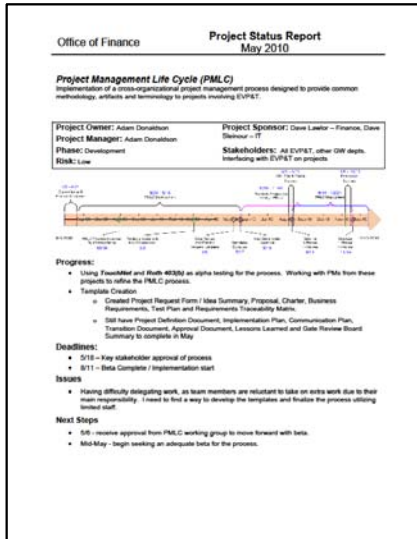 Office of Finance
Project Status Report
May 2010
Project Management Life Cycle (PMLC)
Implementation of a cross-organizational project management process designed to provide common
methodology, artifacts and terminology to projects involving EVP&T.
Project Owner: Adam Donaldson
Project Manager: Adam Donaldson
Phase: Development
Risk: Low
Project Sponsor: Dave Lawlor – Finance, Dave
Steinour – IT
Stakeholders: All EVP&T, other GW depts.
Interfacing with EVP&T on projects
Progress:
• Using TouchNet and Roth 403(b) as alpha testing for the process. Working with PMs from these
projects to refine the PMLC process.
• Template Creation
o Created Project Request Form / Idea Summary, Proposal, Charter, Business
Requirements, Test Plan and Requirements Traceability Matrix.
o Still have Project Definition Document, Implementation Plan, Communication Plan,
Transition Document, Approval Document, Lessons Learned and Gate Review Board
Summary to complete in May
Deadlines:
• 5/18 – Key stakeholder approval of process
• 8/11 – Beta Complete / Implementation start
Issues
• Having difficulty delegating work, as team members are reluctant to take on extra work due to their
main responsibility. I need to find a way to develop the templates and finalize the process utilizing
limited staff.
Next Steps
• 5/6 - receive approval from PMLC working group to move forward with beta.
• Mid-May - begin seeking an adequate beta for the process.